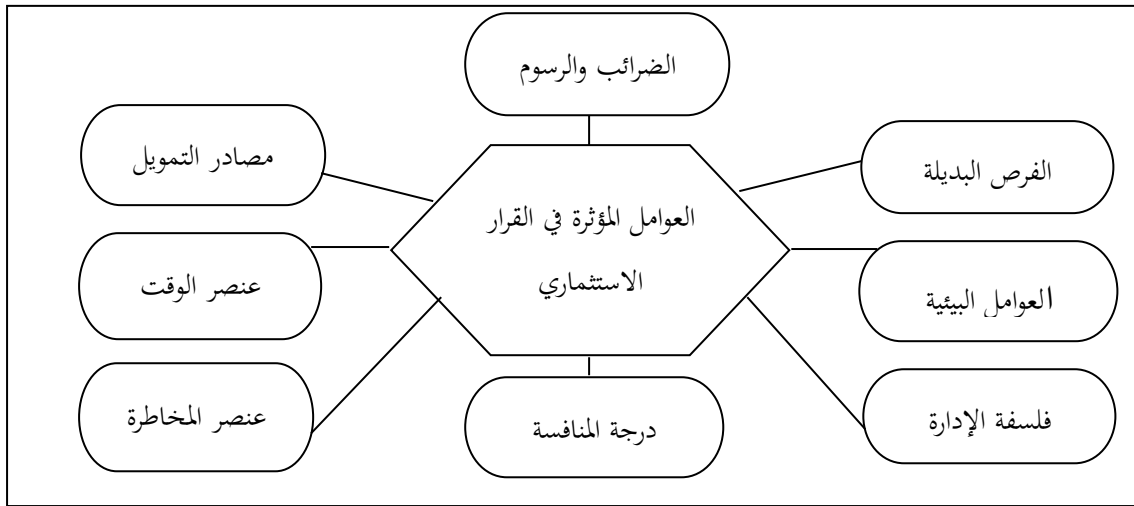 الضرائب والرسوم
الفرص البديلة
مصادر التمويل
العوامل المؤثرة في القرار
الاستثماري
العوامل البيئية
عنصر الوقت
فلسفة الإدارة
درجة المنافسة
عنصر المخاطرة